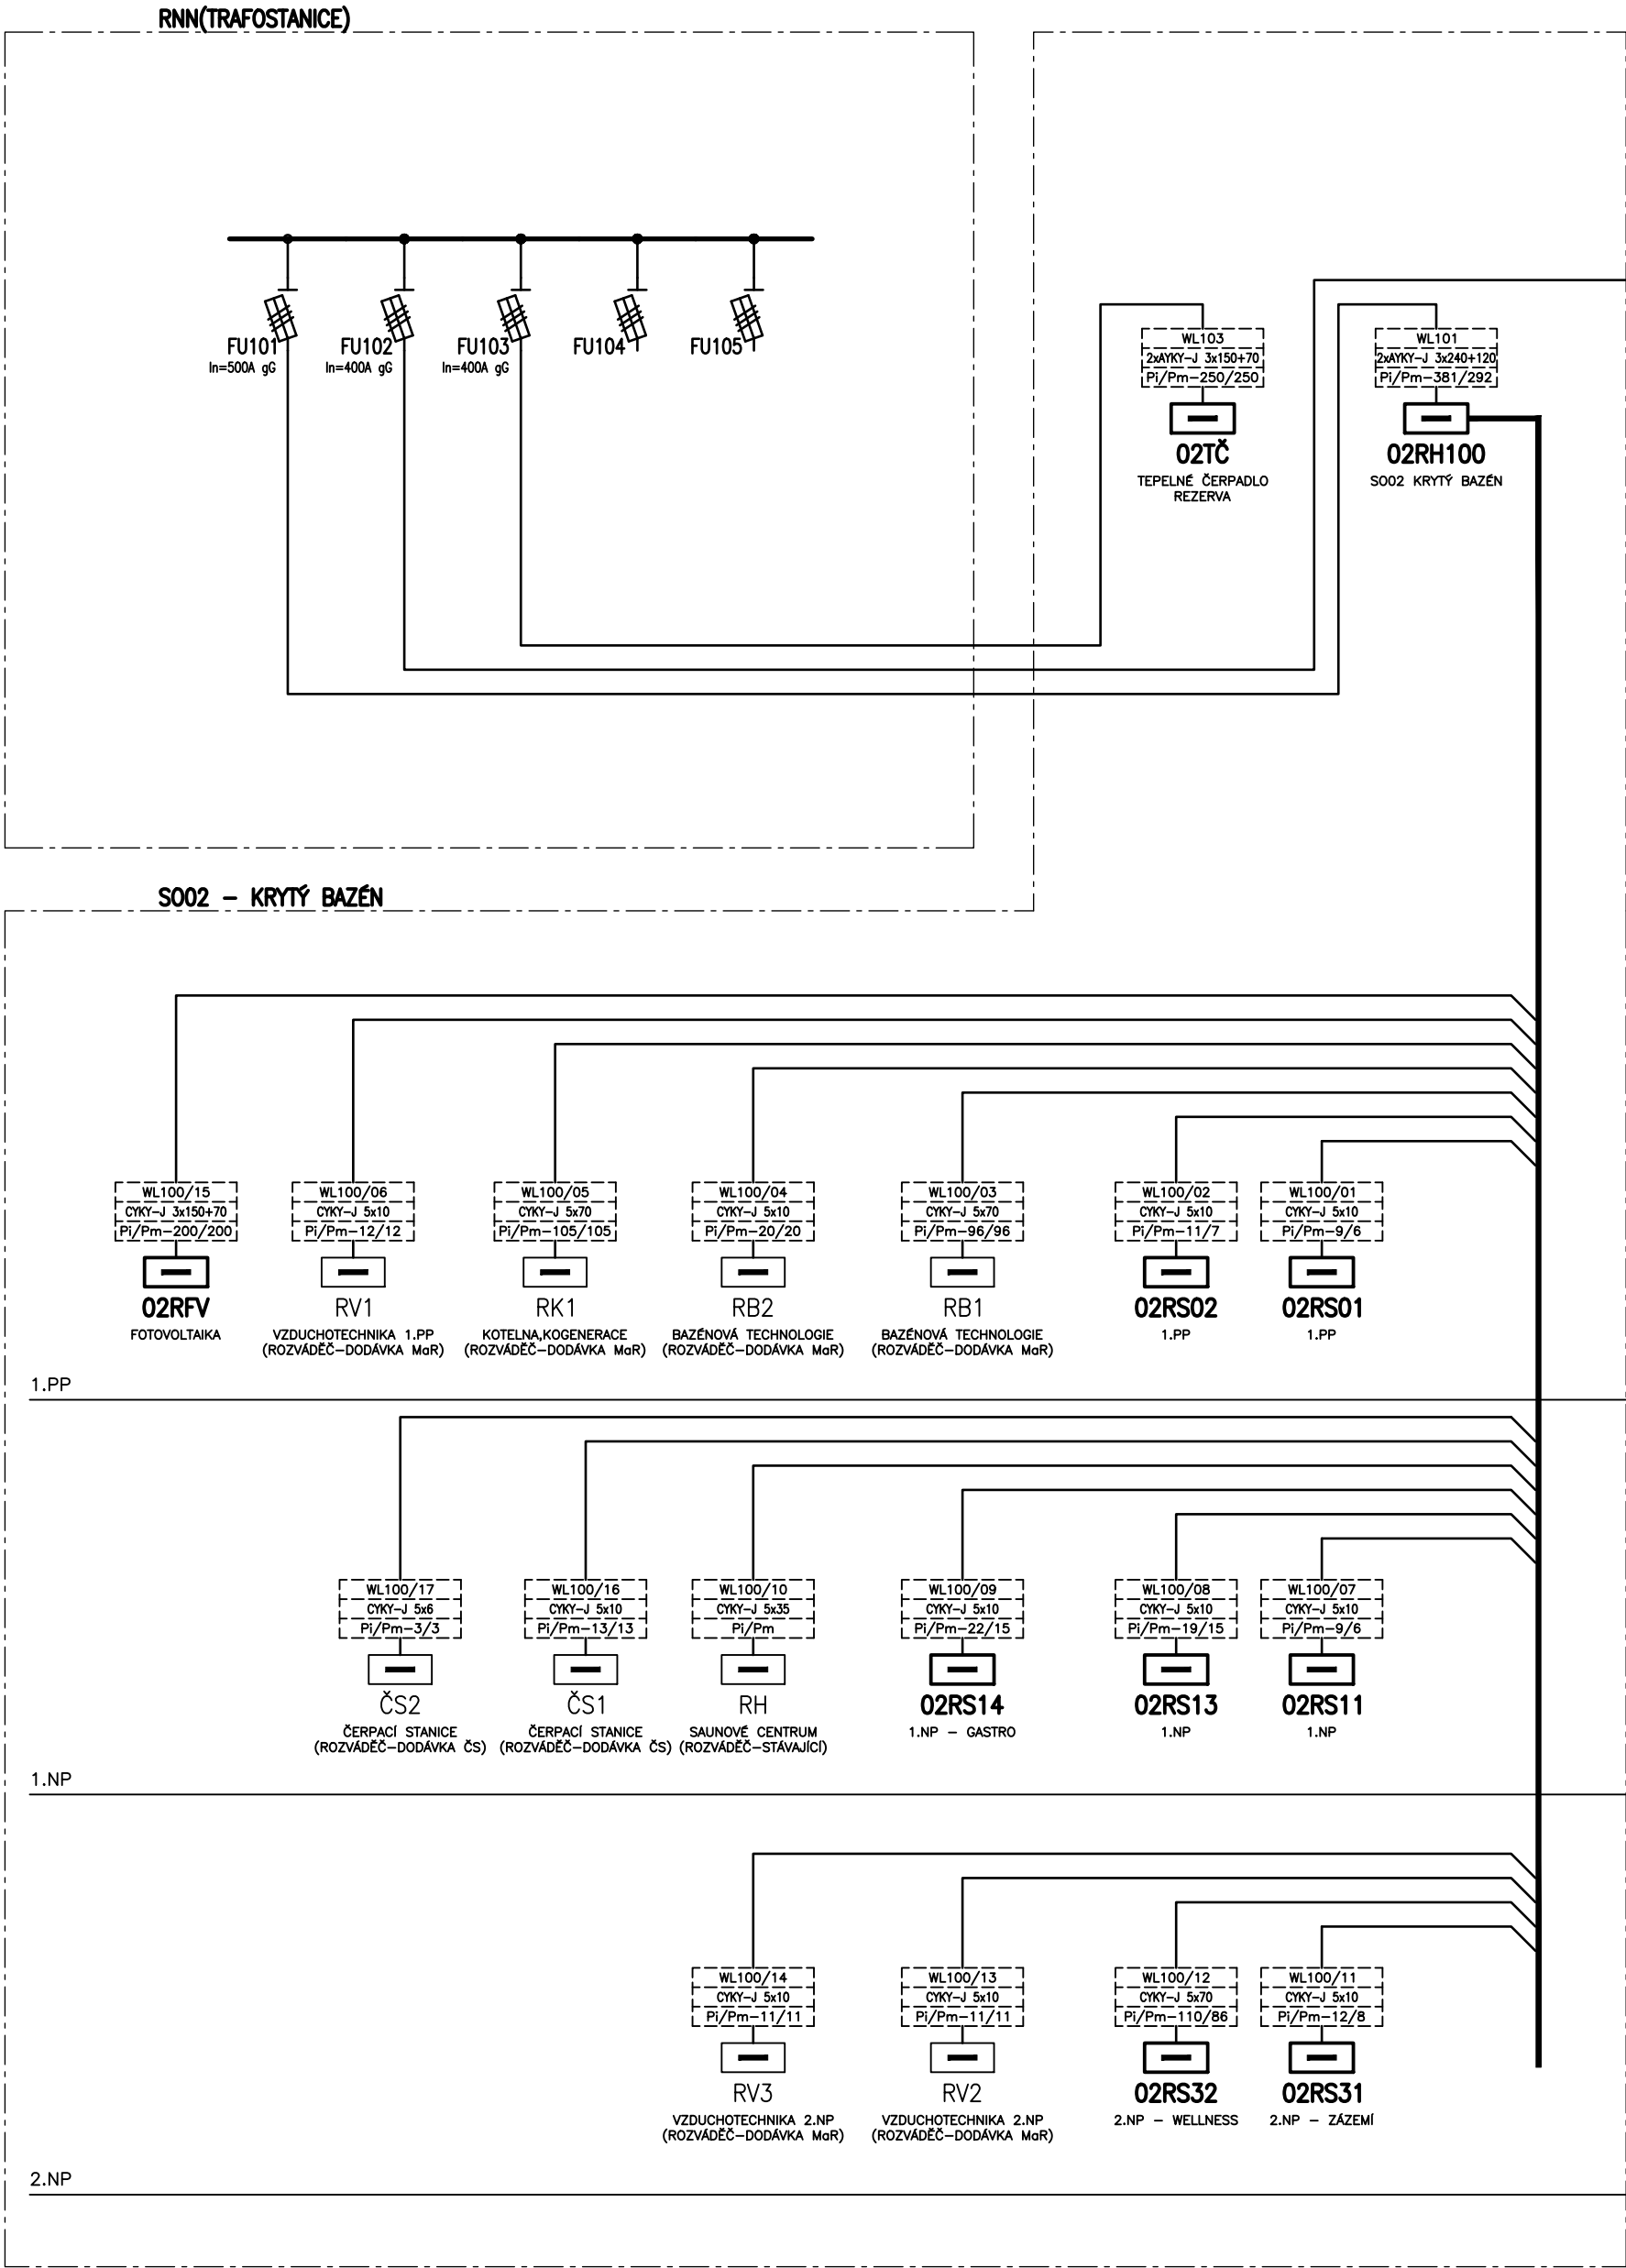 RNN(TRAFOSTANICE)
FU101
In=500A gG
FU102
In=400A gG
FU103
In=400A gG
FU104
FU105
WL103
2xAYKY-J 3x150+70
Pi/Pm-250/250
02TČ
TEPELNÉ ČERPADLO
REZERVA
WL101
2xAYKY-J 3x240+120
Pi/Pm-381/292
02RH100
SO02 KRYTÝ BAZÉN
SO02 - KRYTÝ BAZÉN
WL100/15
CYKY-J 3x150+70
Pi/Pm-200/200
02RFV
FOTOVOLTAIKA
WL100/06
CYKY-J 5x10
Pi/Pm-12/12
RV1
VZDUCHOTECHNIKA 1.PP
(ROZVÁDĚČ-DODÁVKA MaR)
WL100/05
CYKY-J 5x70
Pi/Pm-105/105
RK1
KOTELNA,KOGENERACE
(ROZVÁDĚČ-DODÁVKA MaR)
WL100/04
CYKY-J 5x10
Pi/Pm-20/20
RB2
BAZÉNOVÁ TECHNOLOGIE
(ROZVÁDĚČ-DODÁVKA MaR)
WL100/03
CYKY-J 5x70
Pi/Pm-96/96
RB1
BAZÉNOVÁ TECHNOLOGIE
(ROZVÁDĚČ-DODÁVKA MaR)
WL100/02
CYKY-J 5x10
Pi/Pm-11/7
02RS02
1.PP
WL100/01
CYKY-J 5x10
Pi/Pm-9/6
02RS01
1.PP
1.PP
WL100/17
CYKY-J 5x6
Pi/Pm-3/3
ČS2
ČERPACÍ STANICE
(ROZVÁDĚČ-DODÁVKA ČS)
WL100/16
CYKY-J 5x10
Pi/Pm-13/13
ČS1
ČERPACÍ STANICE
(ROZVÁDĚČ-DODÁVKA ČS)
WL100/10
CYKY-J 5x35
Pi/Pm
RH
SAUNOVÉ CENTRUM
(ROZVÁDĚČ-STÁVAJÍCÍ)
WL100/09
CYKY-J 5x10
Pi/Pm-22/15
02RS14
1.NP - GASTRO
WL100/08
CYKY-J 5x10
Pi/Pm-19/15
02RS13
1.NP
WL100/07
CYKY-J 5x10
Pi/Pm-9/6
02RS11
1.NP
1.NP
WL100/14
CYKY-J 5x10
Pi/Pm-11/11
RV3
VZDUCHOTECHNIKA 2.NP
(ROZVÁDĚČ-DODÁVKA MaR)
WL100/13
CYKY-J 5x10
Pi/Pm-11/11
RV2
VZDUCHOTECHNIKA 2.NP
(ROZVÁDĚČ-DODÁVKA MaR)
WL100/12
CYKY-J 5x70
Pi/Pm-110/86
02RS32
2.NP - WELLNESS
WL100/11
CYKY-J 5x10
Pi/Pm-12/8
02RS31
2.NP - ZÁZEMÍ
2.NP